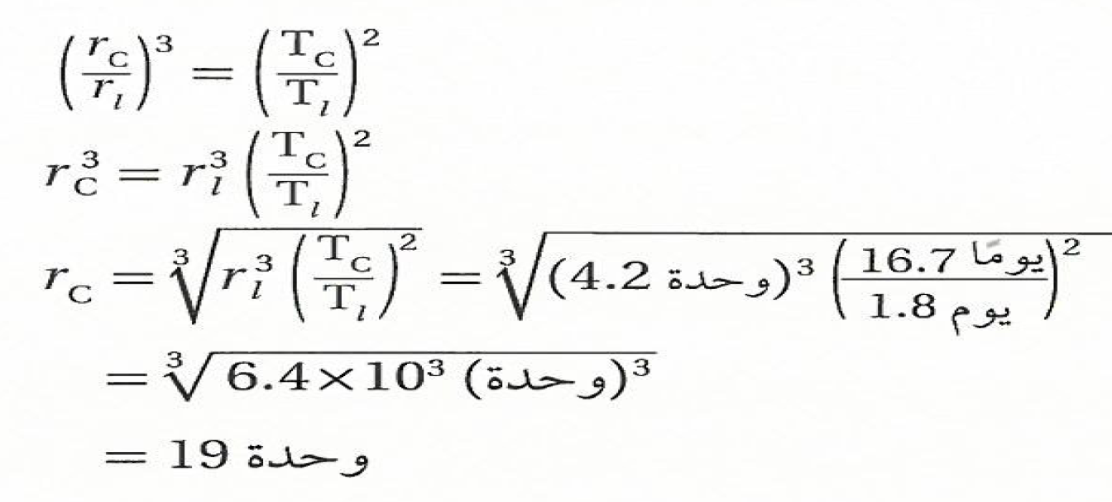 (r_C / r_l)^3 = (T_C / T_l)^2
r_C^3 = r_l^3 (T_C / T_l)^2
r_C = ∛(r_l^3 (T_C / T_l)^2) = ∛((4.2 وحدة)^3 (16.7 يومًا / 1.8 يوم)^2)
= ∛(6.4×10^3 (وحدة)^3)
= 19 وحدة